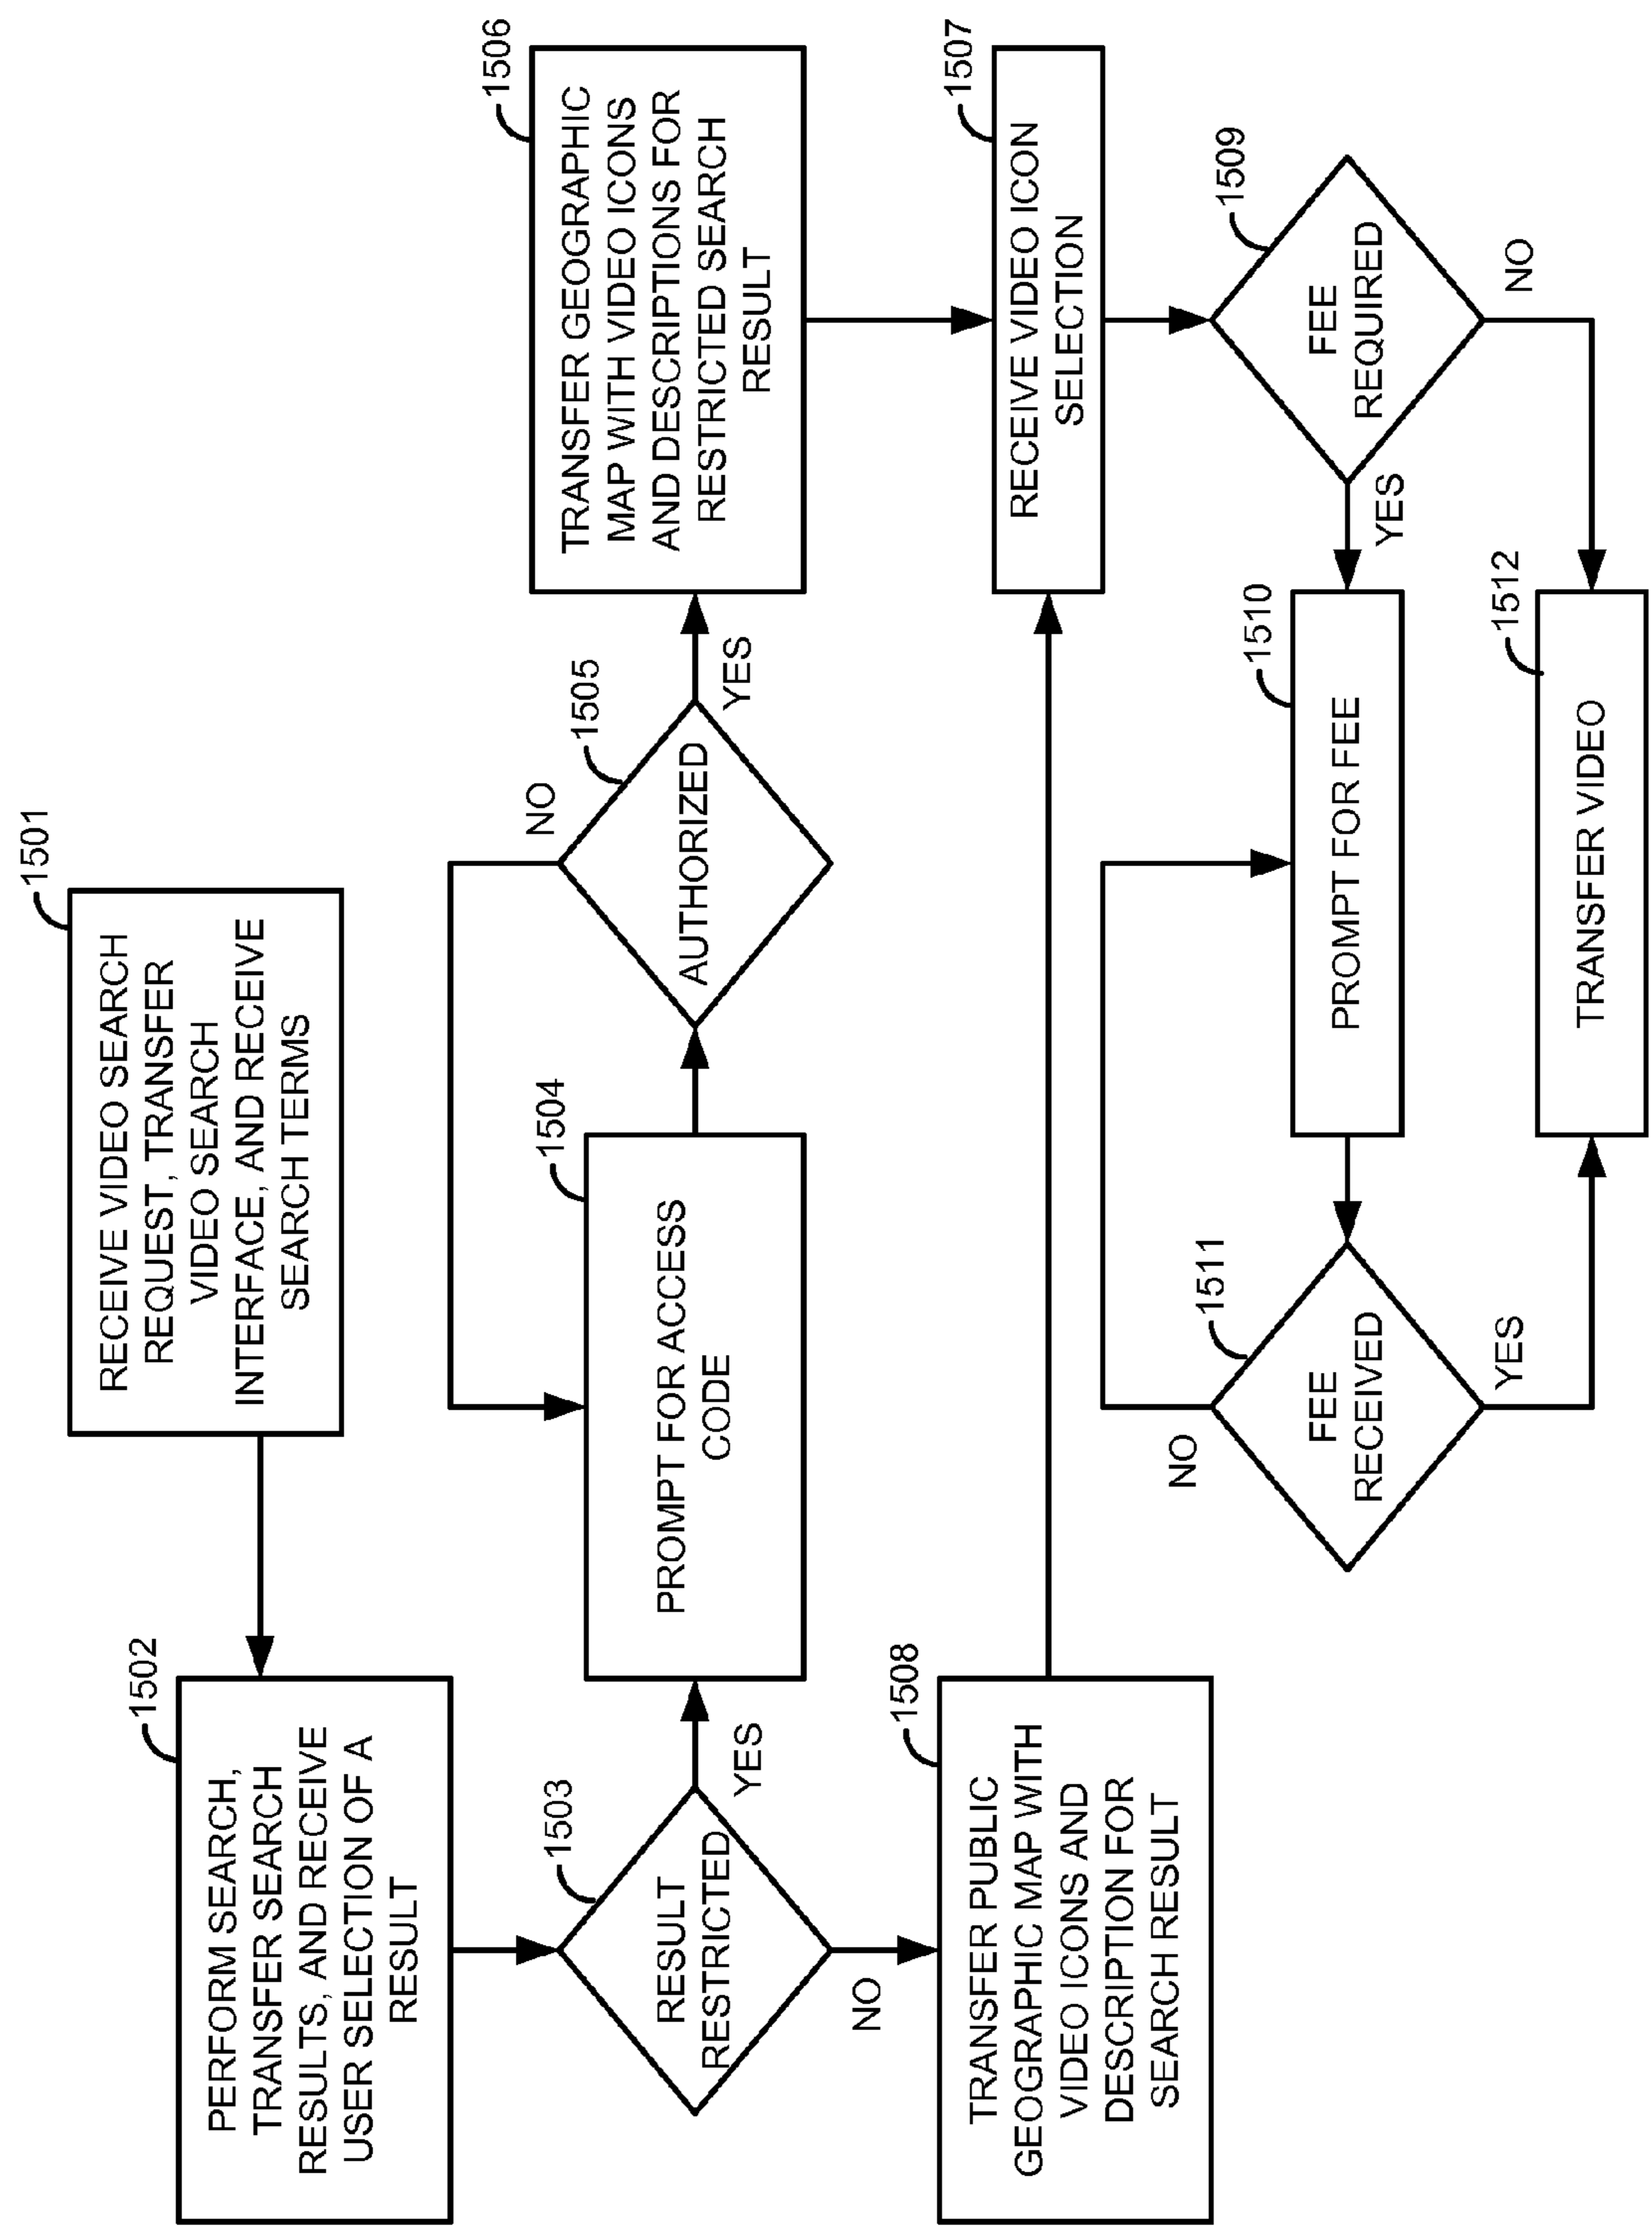 1501
RECEIVE VIDEO SEARCH
REQUEST, TRANSFER
VIDEO SEARCH
INTERFACE, AND RECEIVE
SEARCH TERMS
1502
PERFORM SEARCH,
TRANSFER SEARCH
RESULTS, AND RECEIVE
USER SELECTION OF A
RESULT
1503
RESULT
RESTRICTED
YES
NO
1504
PROMPT FOR ACCESS
CODE
1505
AUTHORIZED
NO
YES
1506
TRANSFER GEOGRAPHIC
MAP WITH VIDEO ICONS
AND DESCRIPTIONS FOR
RESTRICTED SEARCH
RESULT
1508
TRANSFER PUBLIC
GEOGRAPHIC MAP WITH
VIDEO ICONS AND
DESCRIPTION FOR
SEARCH RESULT
1507
RECEIVE VIDEO ICON
SELECTION
1509
FEE
REQUIRED
YES
NO
1510
PROMPT FOR FEE
1511
FEE
RECEIVED
NO
YES
1512
TRANSFER VIDEO